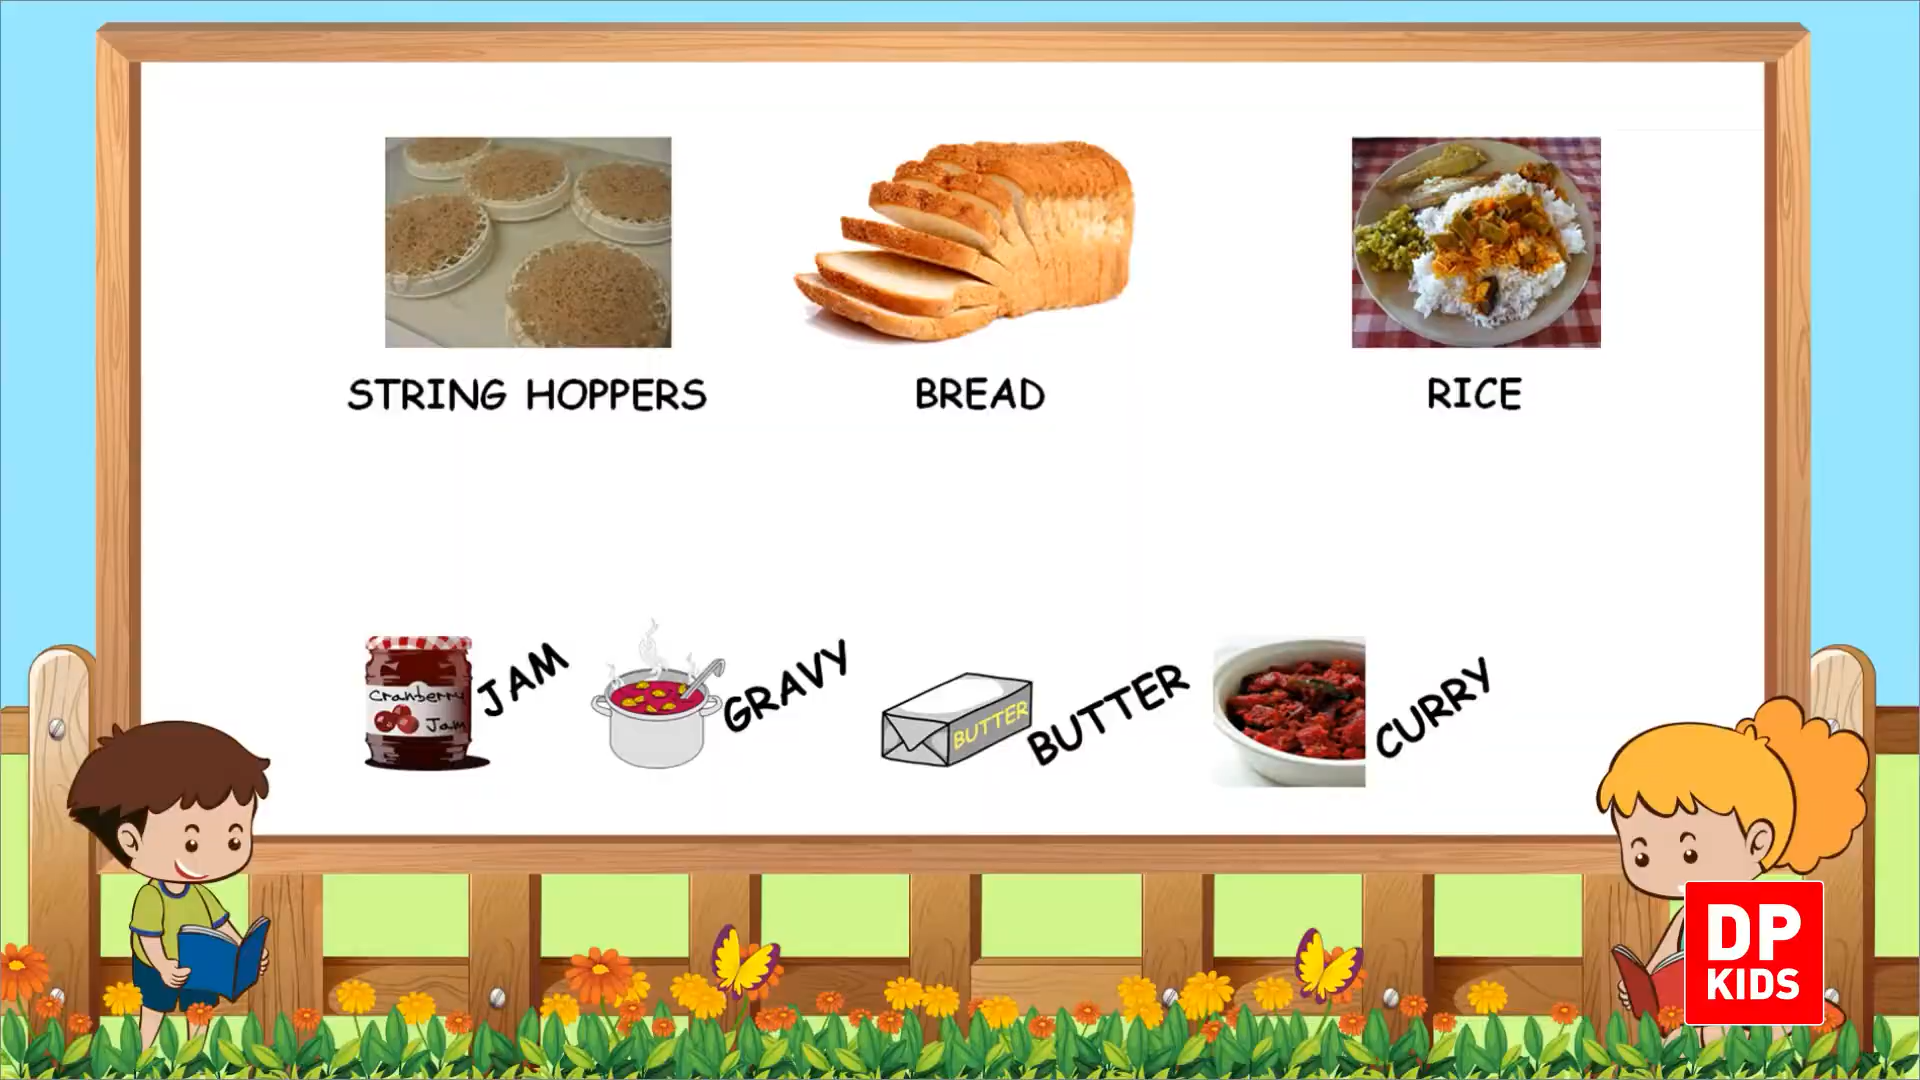 STRING HOPPERS
BREAD
RICE
Cranberry
Jam
JAM
GRAVY
BUTTER
BUTTER
CURRY
DP
KIDS